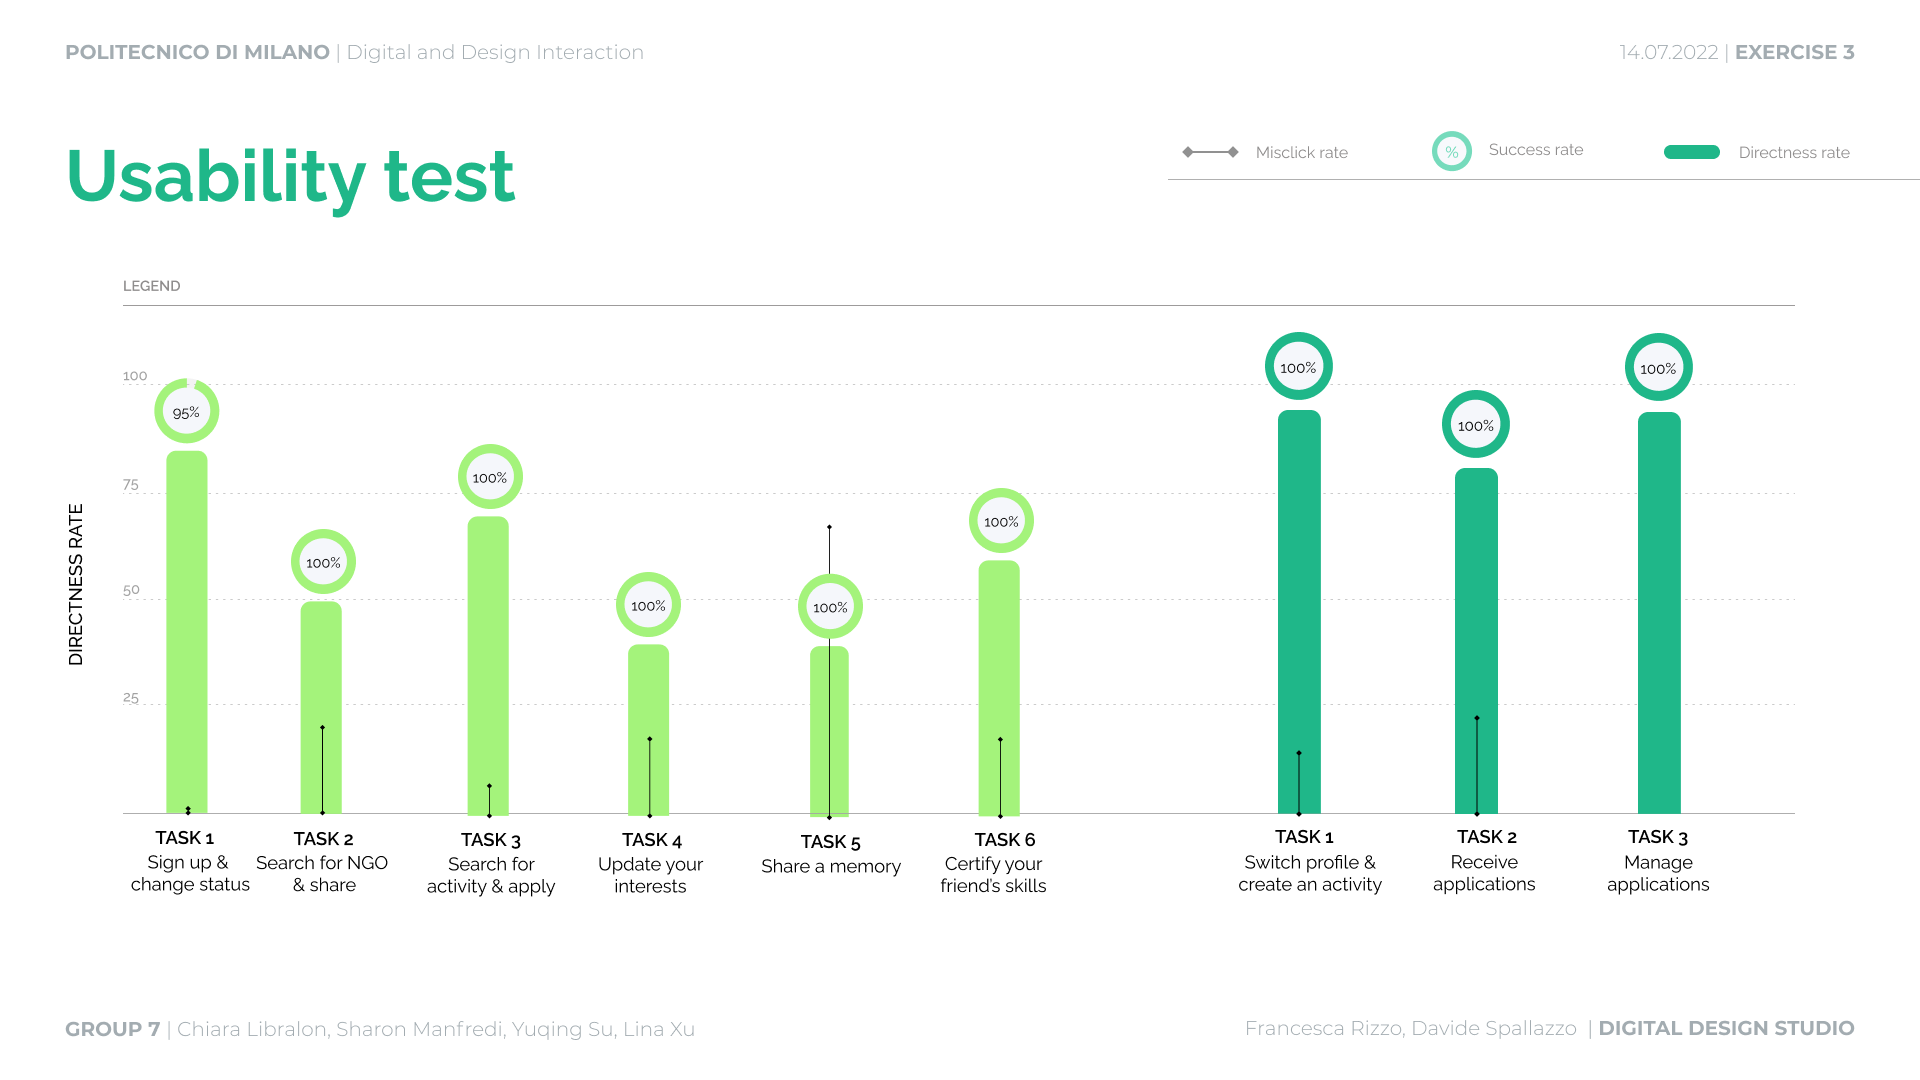 POLITECNICO DI MILANO | Digital and Design Interaction
14.07.2022 | EXERCISE 3
Usability test
Misclick rate
%
Success rate
Directness rate
LEGEND
DIRECTNESS RATE
100
75
50
25
95%
100%
100%
100%
100%
100%
100%
100%
100%
TASK 1
Sign up &
change status
TASK 2
Search for NGO
& share
TASK 3
Search for
activity & apply
TASK 4
Update your
interests
TASK 5
Share a memory
TASK 6
Certify your
friend's skills
TASK 1
Switch profile &
create an activity
TASK 2
Receive
applications
TASK 3
Manage
applications
GROUP 7 | Chiara Libralon, Sharon Manfredi, Yuqing Su, Lina Xu
Francesca Rizzo, Davide Spallazzo | DIGITAL DESIGN STUDIO